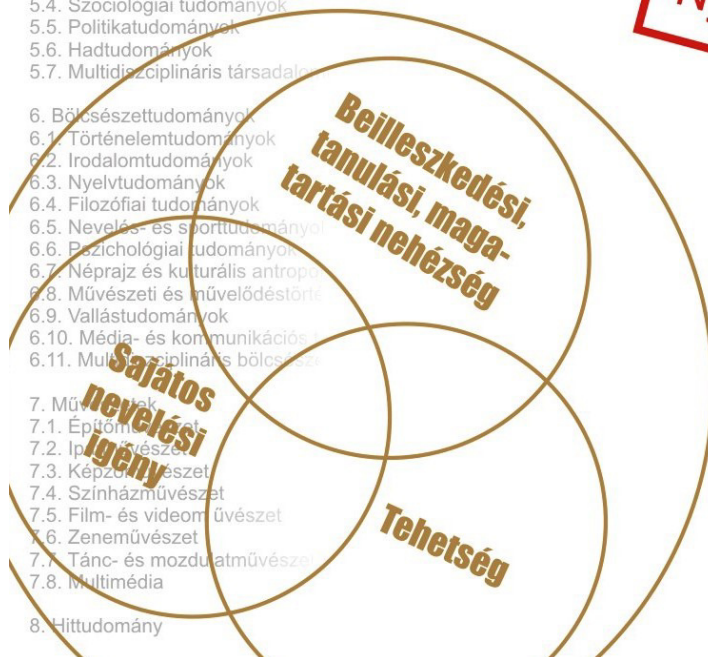 5.4. Szociológiai tudományok
5.5. Politikatudományok
5.6. Hadtudományok
5.7. Multidiszciplináris társadalom
6. Bölcsészettudományok
6.1. Történelemtudományok
6.2. Irodalomtudományok
6.3. Nyelvtudományok
6.4. Filozófiai tudományok
6.5. Nevelés- és sporttudományo
6.6. Pszichológiai tudományok
6.7. Néprajz és kulturális antropo
6.8. Művészeti és művelődéstörté
6.9. Vallástudományok
6.10. Média- és kommunikációs
6.11. Multidiszciplináris bölcsésze
7. Művészetek
7.1. Építőművészet
7.2. Iparművészet
7.3. Képzőművészet
7.4. Színházművészet
7.5. Film- és videom űvészet
7.6. Zeneművészet
7.7. Tánc- és mozdulatművészet
7.8. Multimédia
8. Hittudomány
Beilleszkedési,
tanulási, maga-
tartási nehézség
Sajátos
nevelési
igény
Tehetség